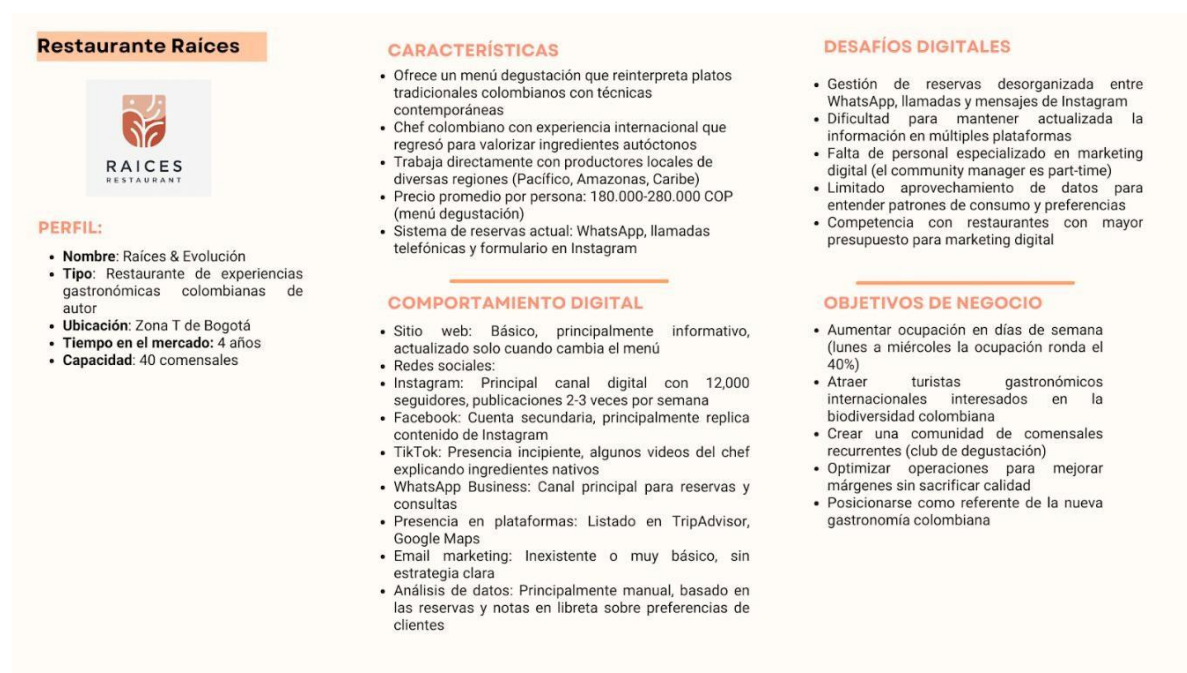 Restaurante Raíces
RAICES
RESTAURANT
PERFIL:
• Nombre: Raíces & Evolución
• Tipo: Restaurante de experiencias
gastronómicas colombianas de
autor
• Ubicación: Zona T de Bogotá
• Tiempo en el mercado: 4 años
• Capacidad: 40 comensales
CARACTERÍSTICAS
• Ofrece un menú degustación que reinterpreta platos
tradicionales colombianos con técnicas
contemporáneas
• Chef colombiano con experiencia internacional que
regresó para valorizar ingredientes autóctonos
• Trabaja directamente con productores locales de
diversas regiones (Pacífico, Amazonas, Caribe)
• Precio promedio por persona: 180.000-280.000 COP
(menú degustación)
• Sistema de reservas actual: WhatsApp, llamadas
telefónicas y formulario en Instagram
COMPORTAMIENTO DIGITAL
• Sitio web: Básico, principalmente informativo,
actualizado solo cuando cambia el menú
• Redes sociales:
• Instagram: Principal canal digital con 12,000
seguidores, publicaciones 2-3 veces por semana
• Facebook: Cuenta secundaria, principalmente replica
contenido de Instagram
• TikTok: Presencia incipiente, algunos videos del chef
explicando ingredientes nativos
• WhatsApp Business: Canal principal para reservas y
consultas
• Presencia en plataformas: Listado en TripAdvisor,
Google Maps
• Email marketing: Inexistente o muy básico, sin
estrategia clara
• Análisis de datos: Principalmente manual, basado en
las reservas y notas en libreta sobre preferencias de
clientes
DESAFÍOS DIGITALES
• Gestión de reservas desorganizada entre
WhatsApp, llamadas y mensajes de Instagram
• Dificultad para mantener actualizada la
información en múltiples plataformas
• Falta de personal especializado en marketing
digital (el community manager es part-time)
• Limitado aprovechamiento de datos para
entender patrones de consumo y preferencias
• Competencia con restaurantes con mayor
presupuesto para marketing digital
OBJETIVOS DE NEGOCIO
• Aumentar ocupación en días de semana
(lunes a miércoles la ocupación ronda el
40%)
• Atraer turistas gastronómicos
internacionales interesados en la
biodiversidad colombiana
• Crear una comunidad de comensales
recurrentes (club de degustación)
• Optimizar operaciones para mejorar
márgenes sin sacrificar calidad
• Posicionarse como referente de la nueva
gastronomía colombiana